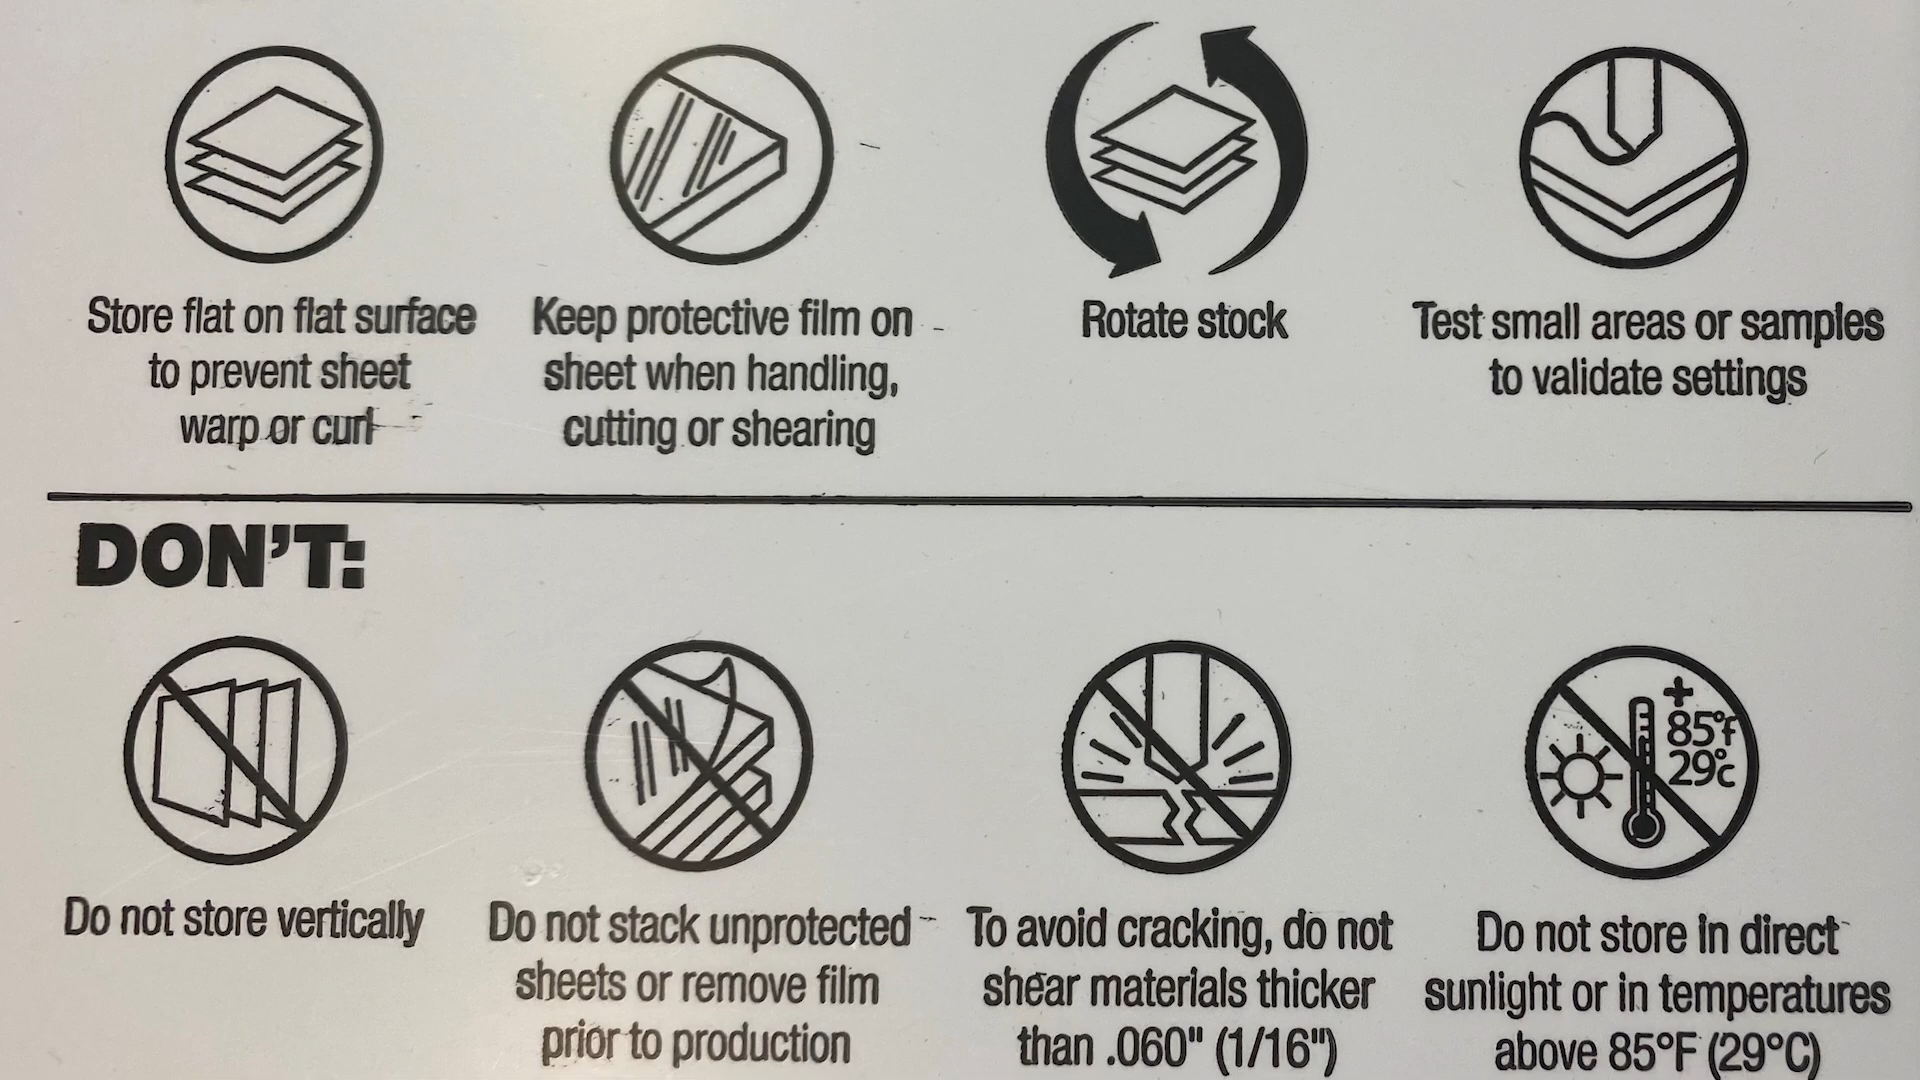 Store flat on flat surface
to prevent sheet
warp or curl
Keep protective film on
sheet when handling,
cutting or shearing
Rotate stock
Test small areas or samples
to validate settings
DON'T:
+
85°F
29°C
Do not store vertically
Do not stack unprotected
sheets or remove film
prior to production
To avoid cracking, do not
shear materials thicker
than .060" (1/16")
Do not store in direct
sunlight or in temperatures
above 85°F (29°C)